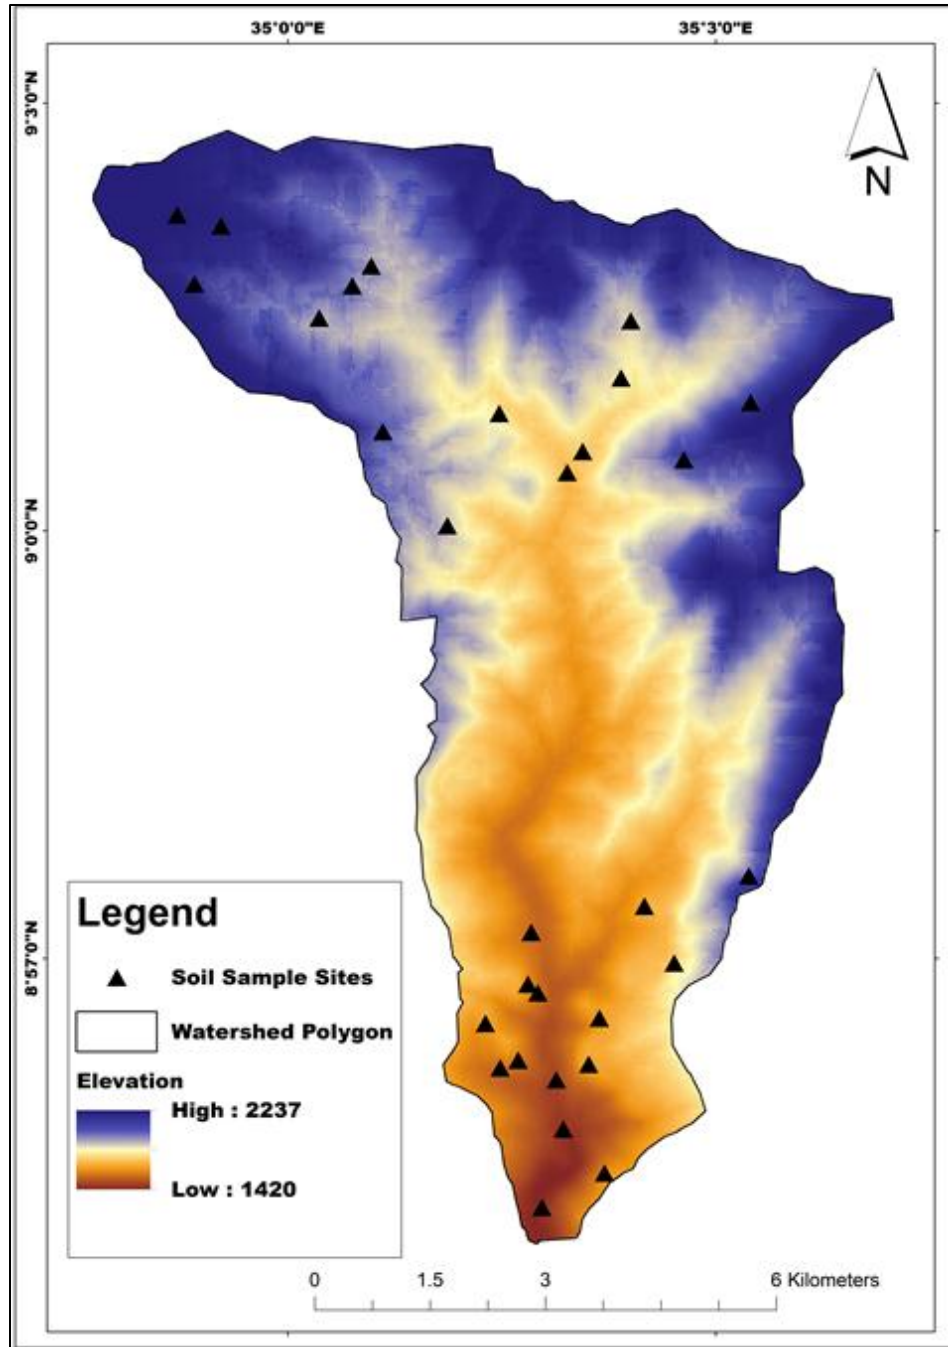 35°0'0"E 35°3'0"E
9°3'0"N
N
9°0'0"N
8°57'0"N
Legend
Soil Sample Sites
Watershed Polygon
Elevation
High : 2237
Low : 1420
0 1.5 3 6 Kilometers